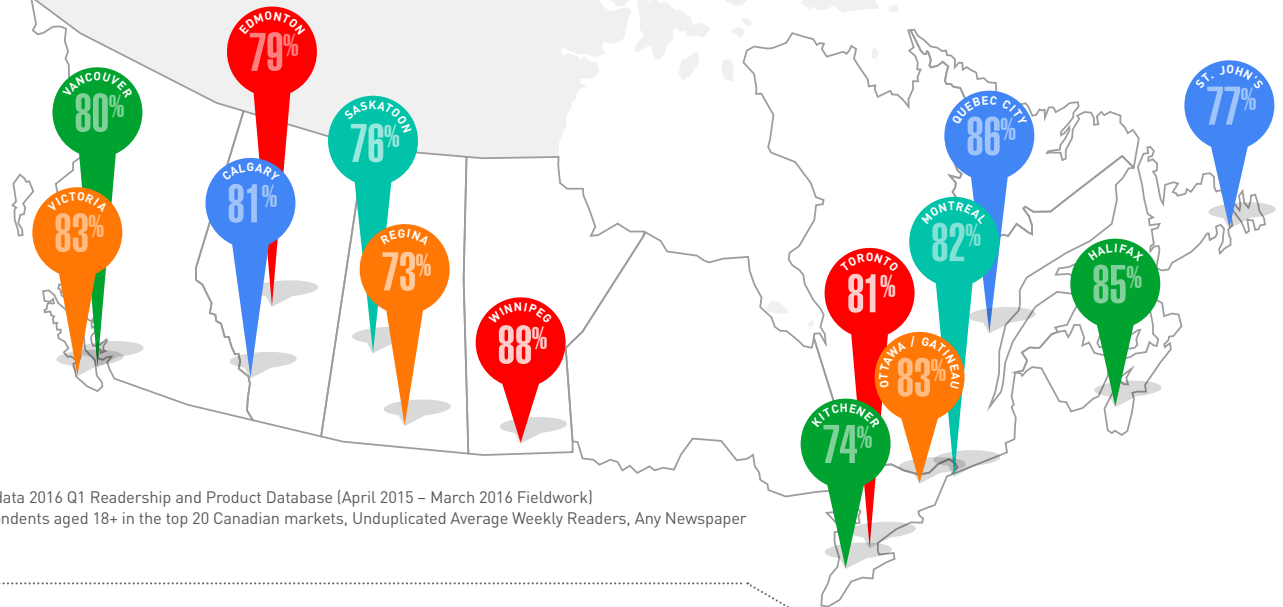 EDMONTON
79%
VANCOUVER
80%
SASKATOON
76%
CALGARY
81%
VICTORIA
83%
REGINA
73%
WINNIPEG
88%
ST. JOHN'S
77%
QUEBEC CITY
86%
MONTREAL
82%
TORONTO
81%
HALIFAX
85%
OTTAWA / GATINEAU
83%
KITCHENER
74%
data 2016 Q1 Readership and Product Database (April 2015 – March 2016 Fieldwork)
ndents aged 18+ in the top 20 Canadian markets, Unduplicated Average Weekly Readers, Any Newspaper